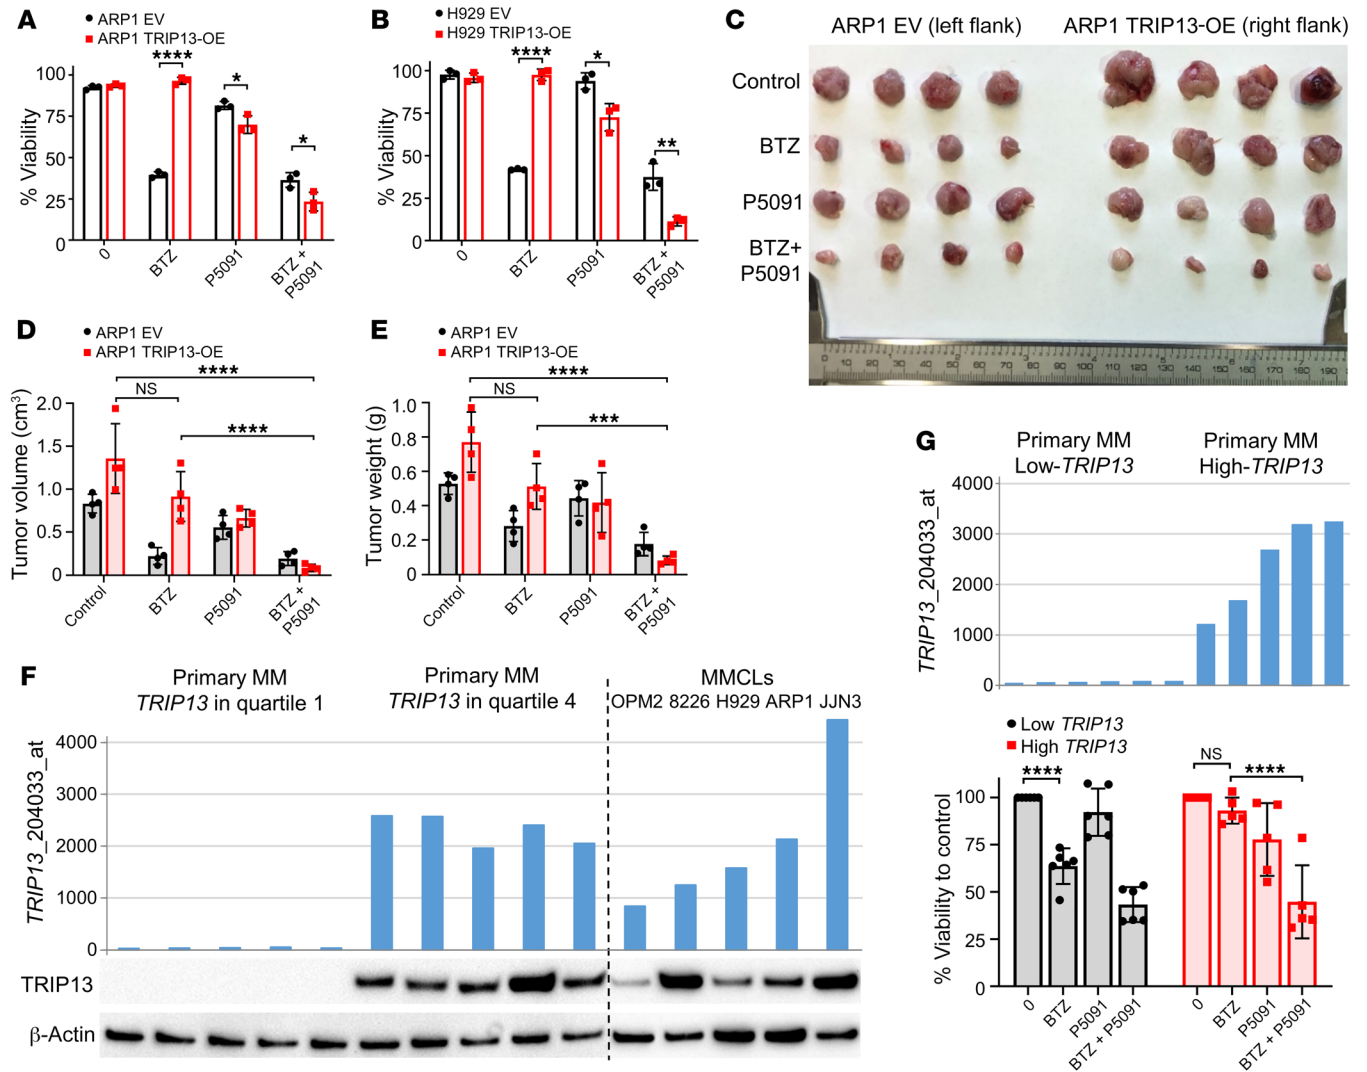 A
ARP1 EV
ARP1 TRIP13-OE
****
*
*
% Viability
100
75
50
25
0
0
BTZ
P5091
BTZ +
P5091
B
H929 EV
H929 TRIP13-OE
****
*
**
% Viability
100
75
50
25
0
0
BTZ
P5091
BTZ +
P5091
C
ARP1 EV (left flank)
ARP1 TRIP13-OE (right flank)
Control
BTZ
P5091
BTZ+
P5091
D
ARP1 EV
ARP1 TRIP13-OE
****
NS
****
Tumor volume (cm3)
2.0
1.5
1.0
0.5
0
Control
BTZ
P5091
BTZ +
P5091
E
ARP1 EV
ARP1 TRIP13-OE
****
NS
***
Tumor weight (g)
1.0
0.8
0.6
0.4
0.2
0
Control
BTZ
P5091
BTZ +
P5091
F
Primary MM
TRIP13 in quartile 1
Primary MM
TRIP13 in quartile 4
MMCLs
OPM2 8226 H929 ARP1 JJN3
TRIP13_204033_at
4000
3000
2000
1000
0
TRIP13
β-Actin
G
Primary MM
Low-TRIP13
Primary MM
High-TRIP13
TRIP13_204033_at
4000
3000
2000
1000
0
Low TRIP13
High TRIP13
****
NS
****
% Viability to control
100
75
50
25
0
0
BTZ
P5091
BTZ + P5091
0
BTZ
P5091
BTZ + P5091